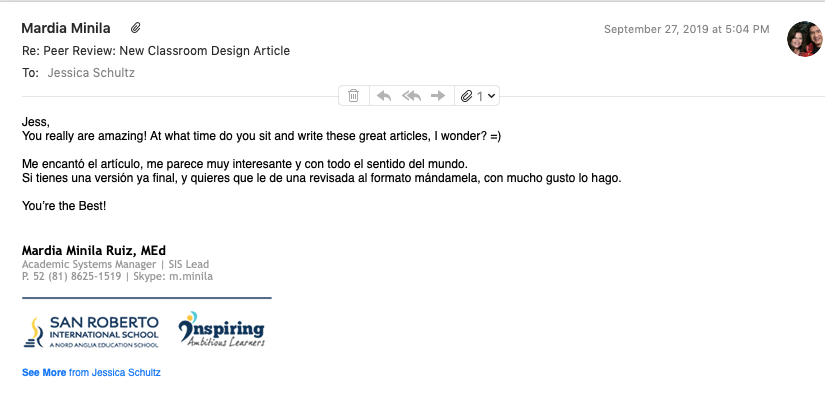 Mardia Minila
September 27, 2019 at 5:04 PM
Re: Peer Review: New Classroom Design Article
To: Jessica Schultz
1
Jess,
You really are amazing! At what time do you sit and write these great articles, I wonder? =)
Me encantó el artículo, me parece muy interesante y con todo el sentido del mundo.
Si tienes una versión ya final, y quieres que le de una revisada al formato mándamela, con mucho gusto lo hago.
You're the Best!
Mardia Minila Ruiz, MEd
Academic Systems Manager | SIS Lead
P. 52 (81) 8625-1519 | Skype: m.minila
SAN ROBERTO
INTERNATIONAL SCHOOL
A NORD ANGLIA EDUCATION SCHOOL
Inspiring
Ambitious Learners
See More from Jessica Schultz